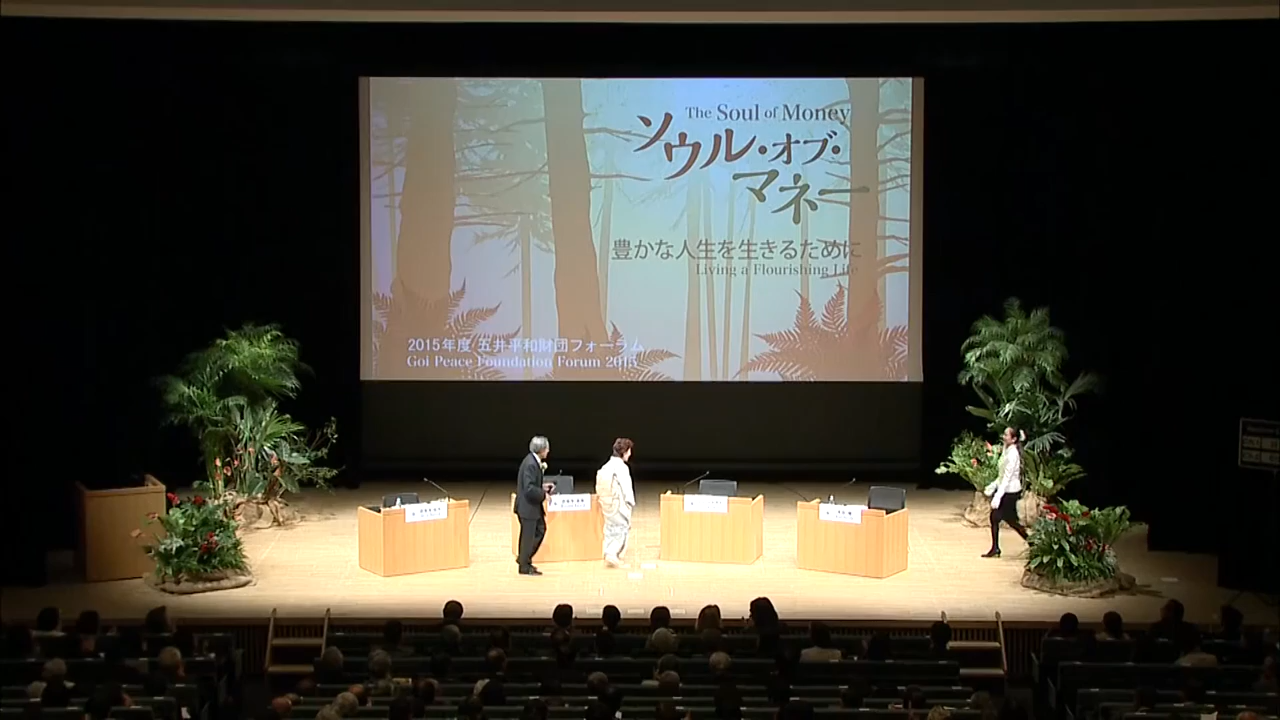 The Soul of Money
ソウル・オブ・
マネー
豊かな人生を生きるために
Living a Flourishing Life
2015年度 五井平和財団フォーラム
Goi Peace Foundation Forum 2015